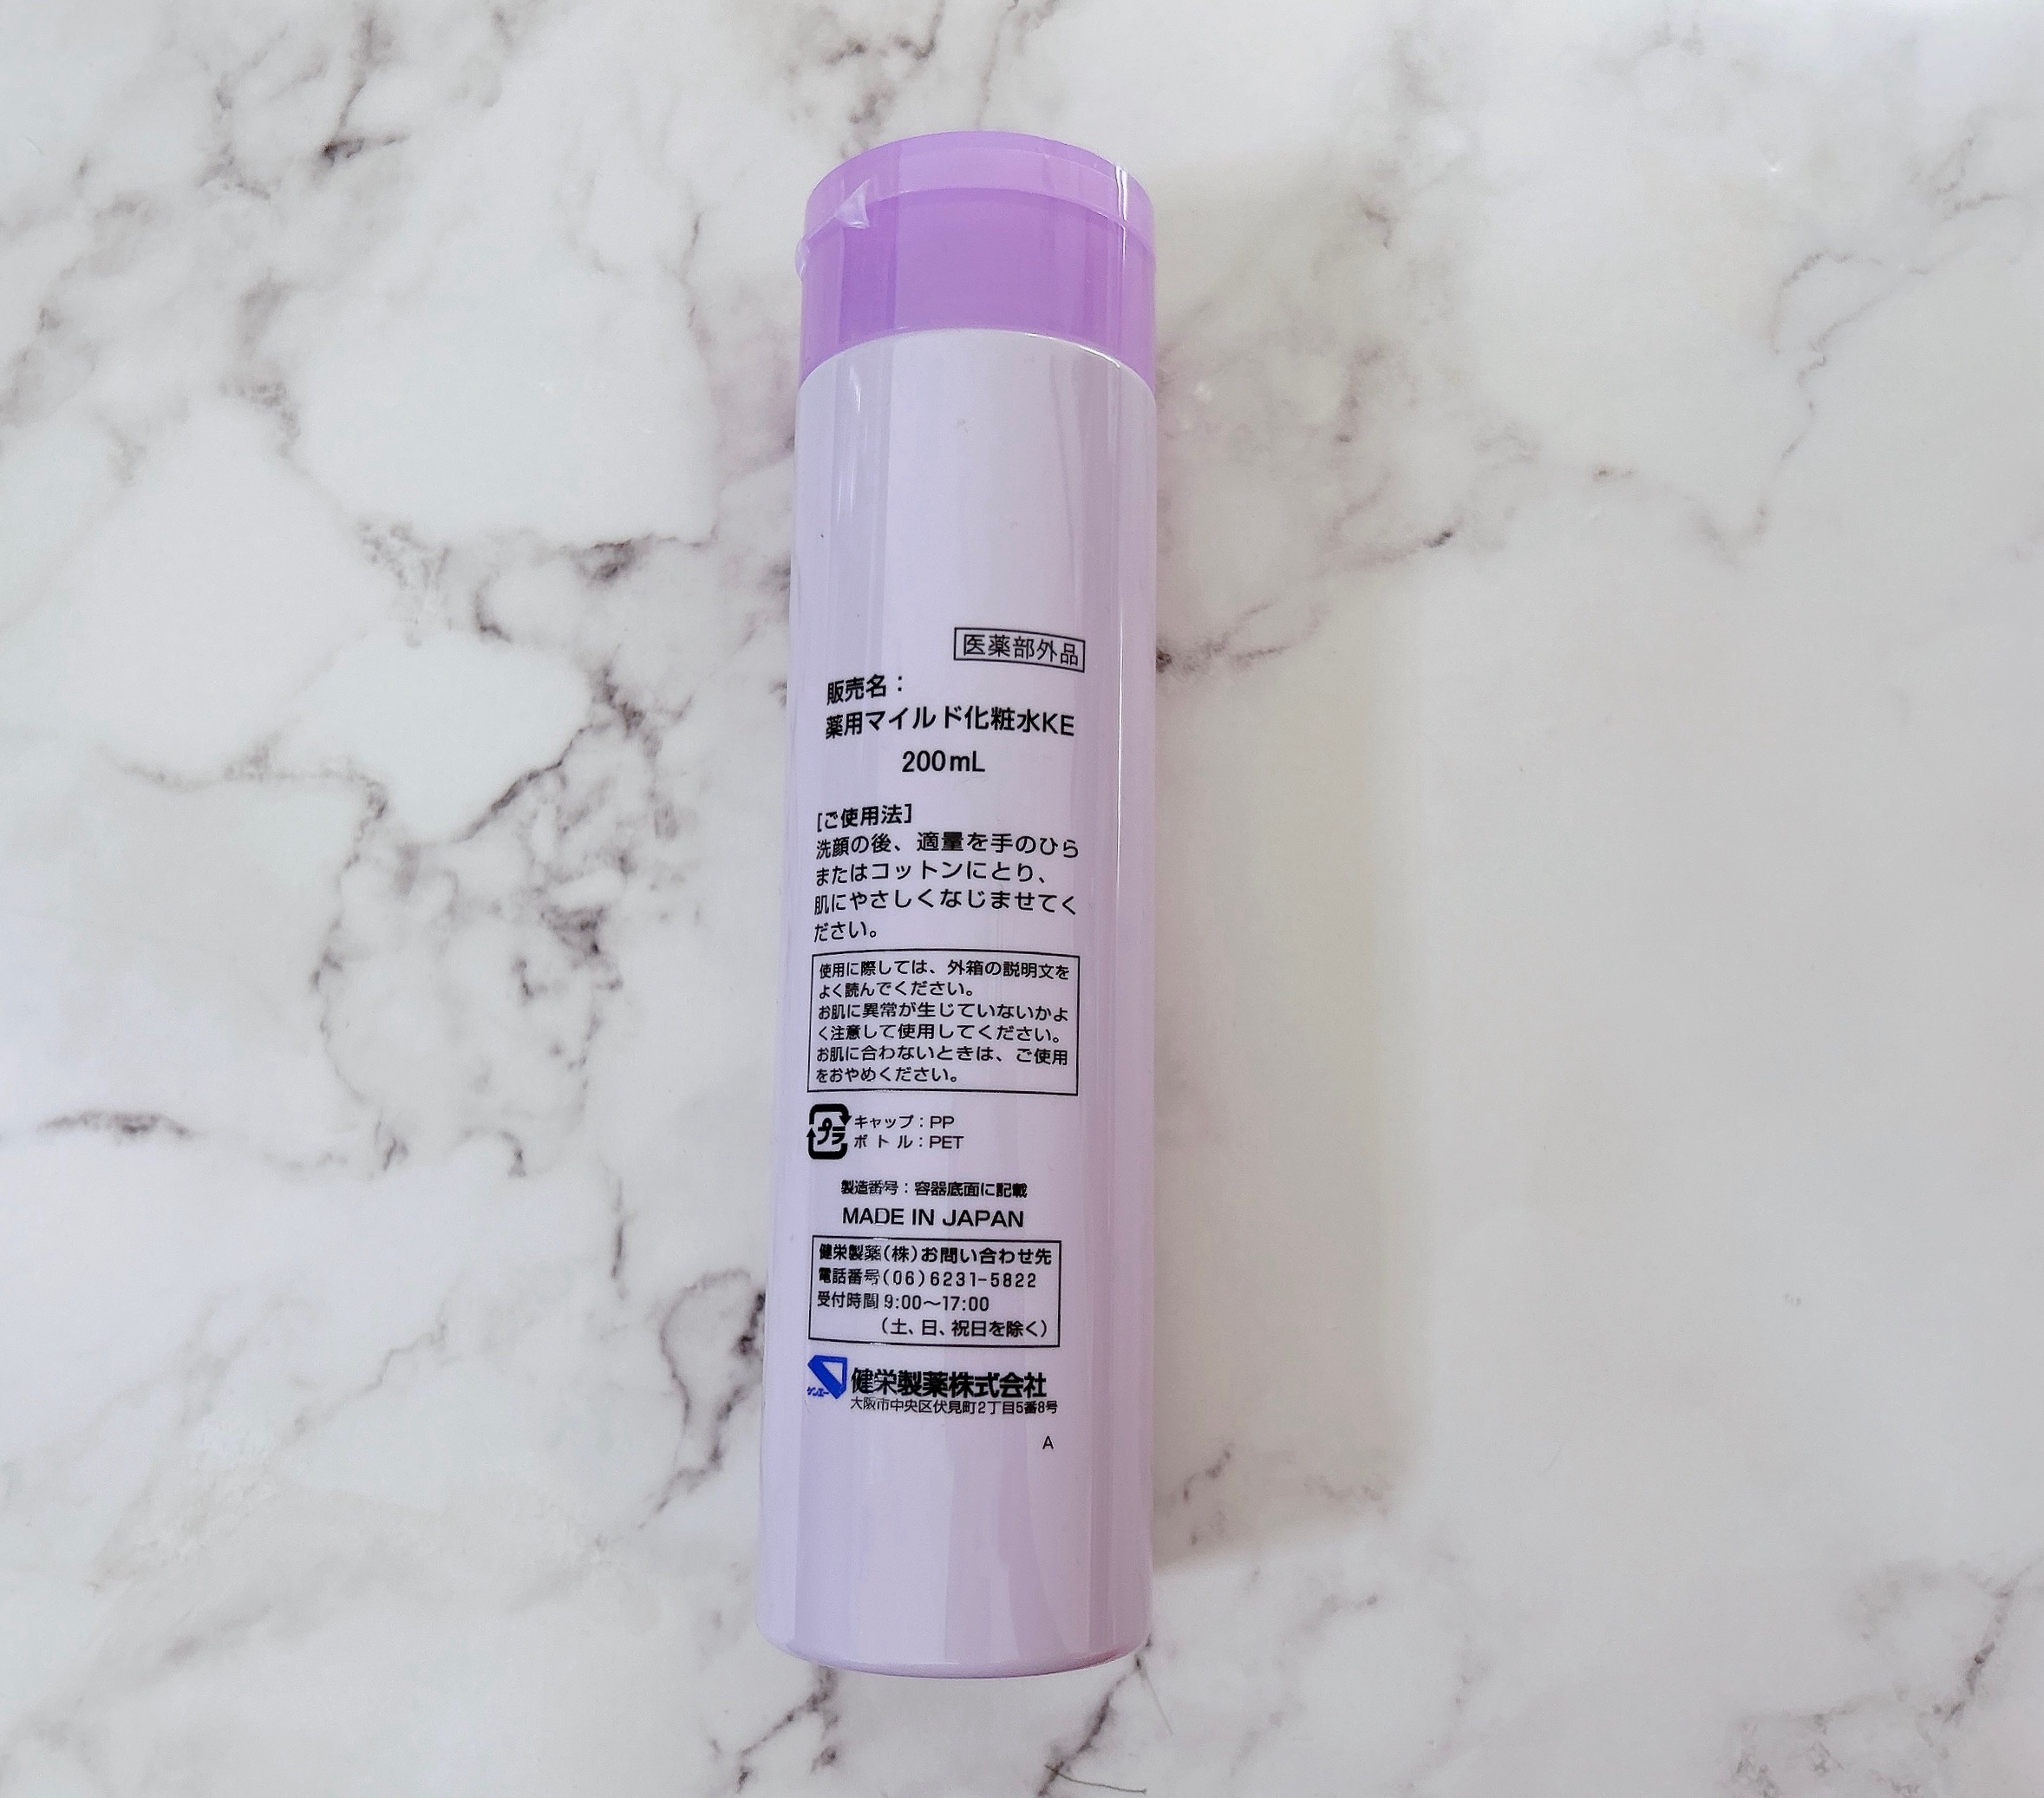 医薬部外品
販売名：
薬用マイルド化粧水KE
200mL
[ご使用法]
洗顔の後、適量を手のひら
またはコットンにとり、
肌にやさしくなじませてく
ださい。
使用に際しては、外箱の説明文を
よく読んでください。
お肌に異常が生じていないかよ
く注意して使用してください。
お肌に合わないときは、ご使用
をおやめください。
プラ
キャップ：PP
ボトル：PET
製造番号：容器底面に記載
MADE IN JAPAN
健栄製薬(株)お問い合わせ先
電話番号(06)6231-5822
受付時間 9:00～17:00
(土、日、祝日を除く)
ケンエー
健栄製薬株式会社
大阪市中央区伏見町2丁目5番8号
A